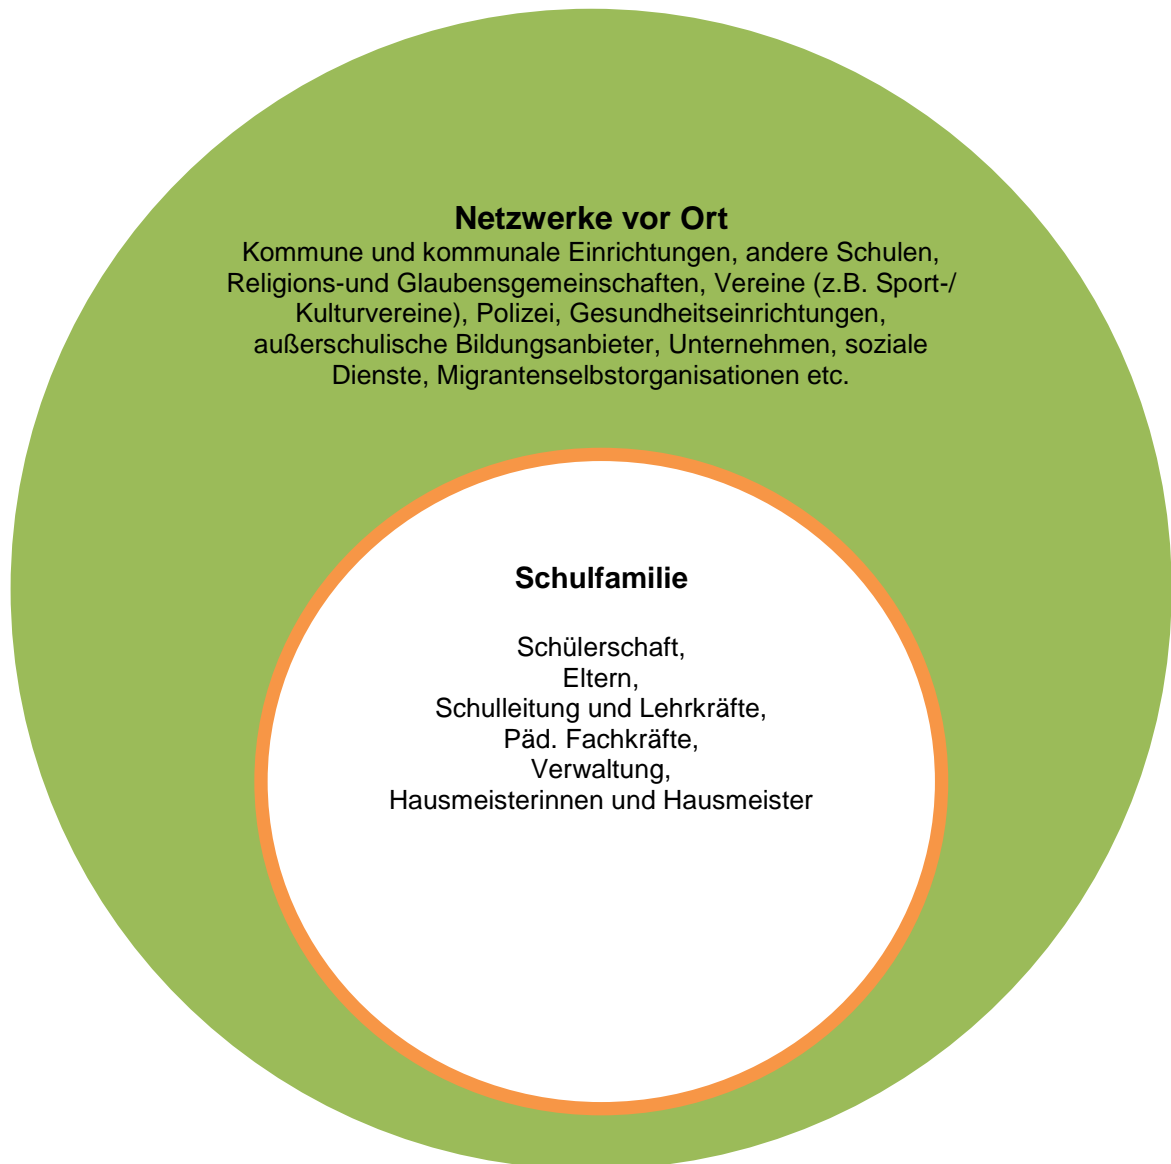 Netzwerke vor Ort
Kommune und kommunale Einrichtungen, andere Schulen,
Religions-und Glaubensgemeinschaften, Vereine (z.B. Sport-/
Kulturvereine), Polizei, Gesundheitseinrichtungen,
außerschulische Bildungsanbieter, Unternehmen, soziale
Dienste, Migrantenselbstorganisationen etc.
Schulfamilie
Schülerschaft,
Eltern,
Schulleitung und Lehrkräfte,
Päd. Fachkräfte,
Verwaltung,
Hausmeisterinnen und Hausmeister